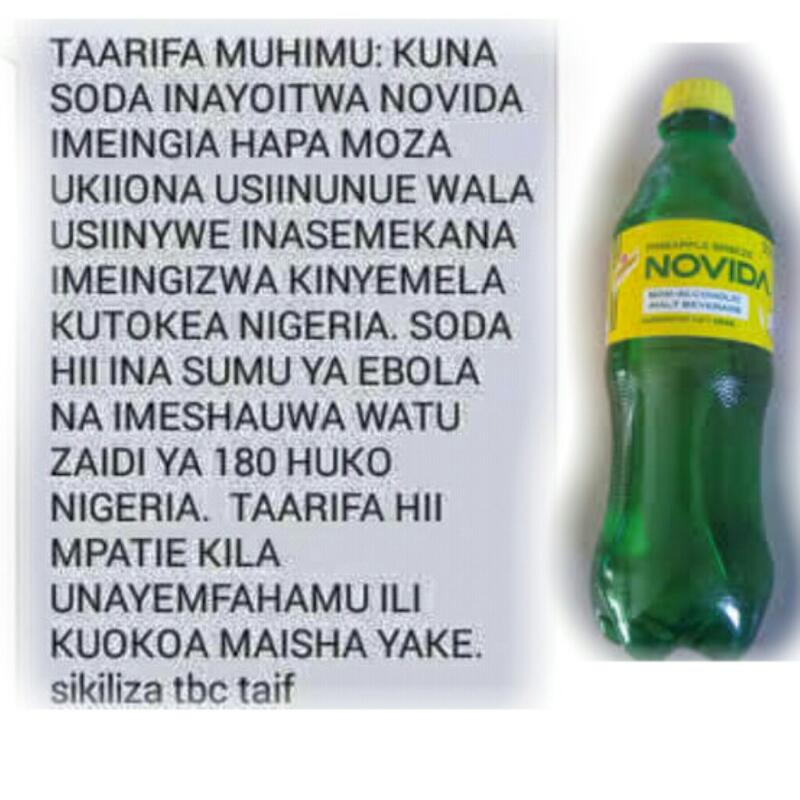 TAARIFA MUHIMU: KUNA
SODA INAYOITWA NOVIDA
IMEINGIA HAPA MOZA
UKIIONA USIINUNUE WALA
USIINYWE INASEMEKANA
IMEINGIZWA KINYEMELA
KUTOKEA NIGERIA. SODA
HII INA SUMU YA EBOLA
NA IMESHAUWA WATU
ZAIDI YA 180 HUKO
NIGERIA. TAARIFA HII
MPATIE KILA
UNAYEMFAHAMU ILI
KUOKOA MAISHA YAKE.
sikiliza tbc taif
PINEAPPLE BREEZE
NOVIDA
NON-ALCOHOLIC
MALT BEVERAGE